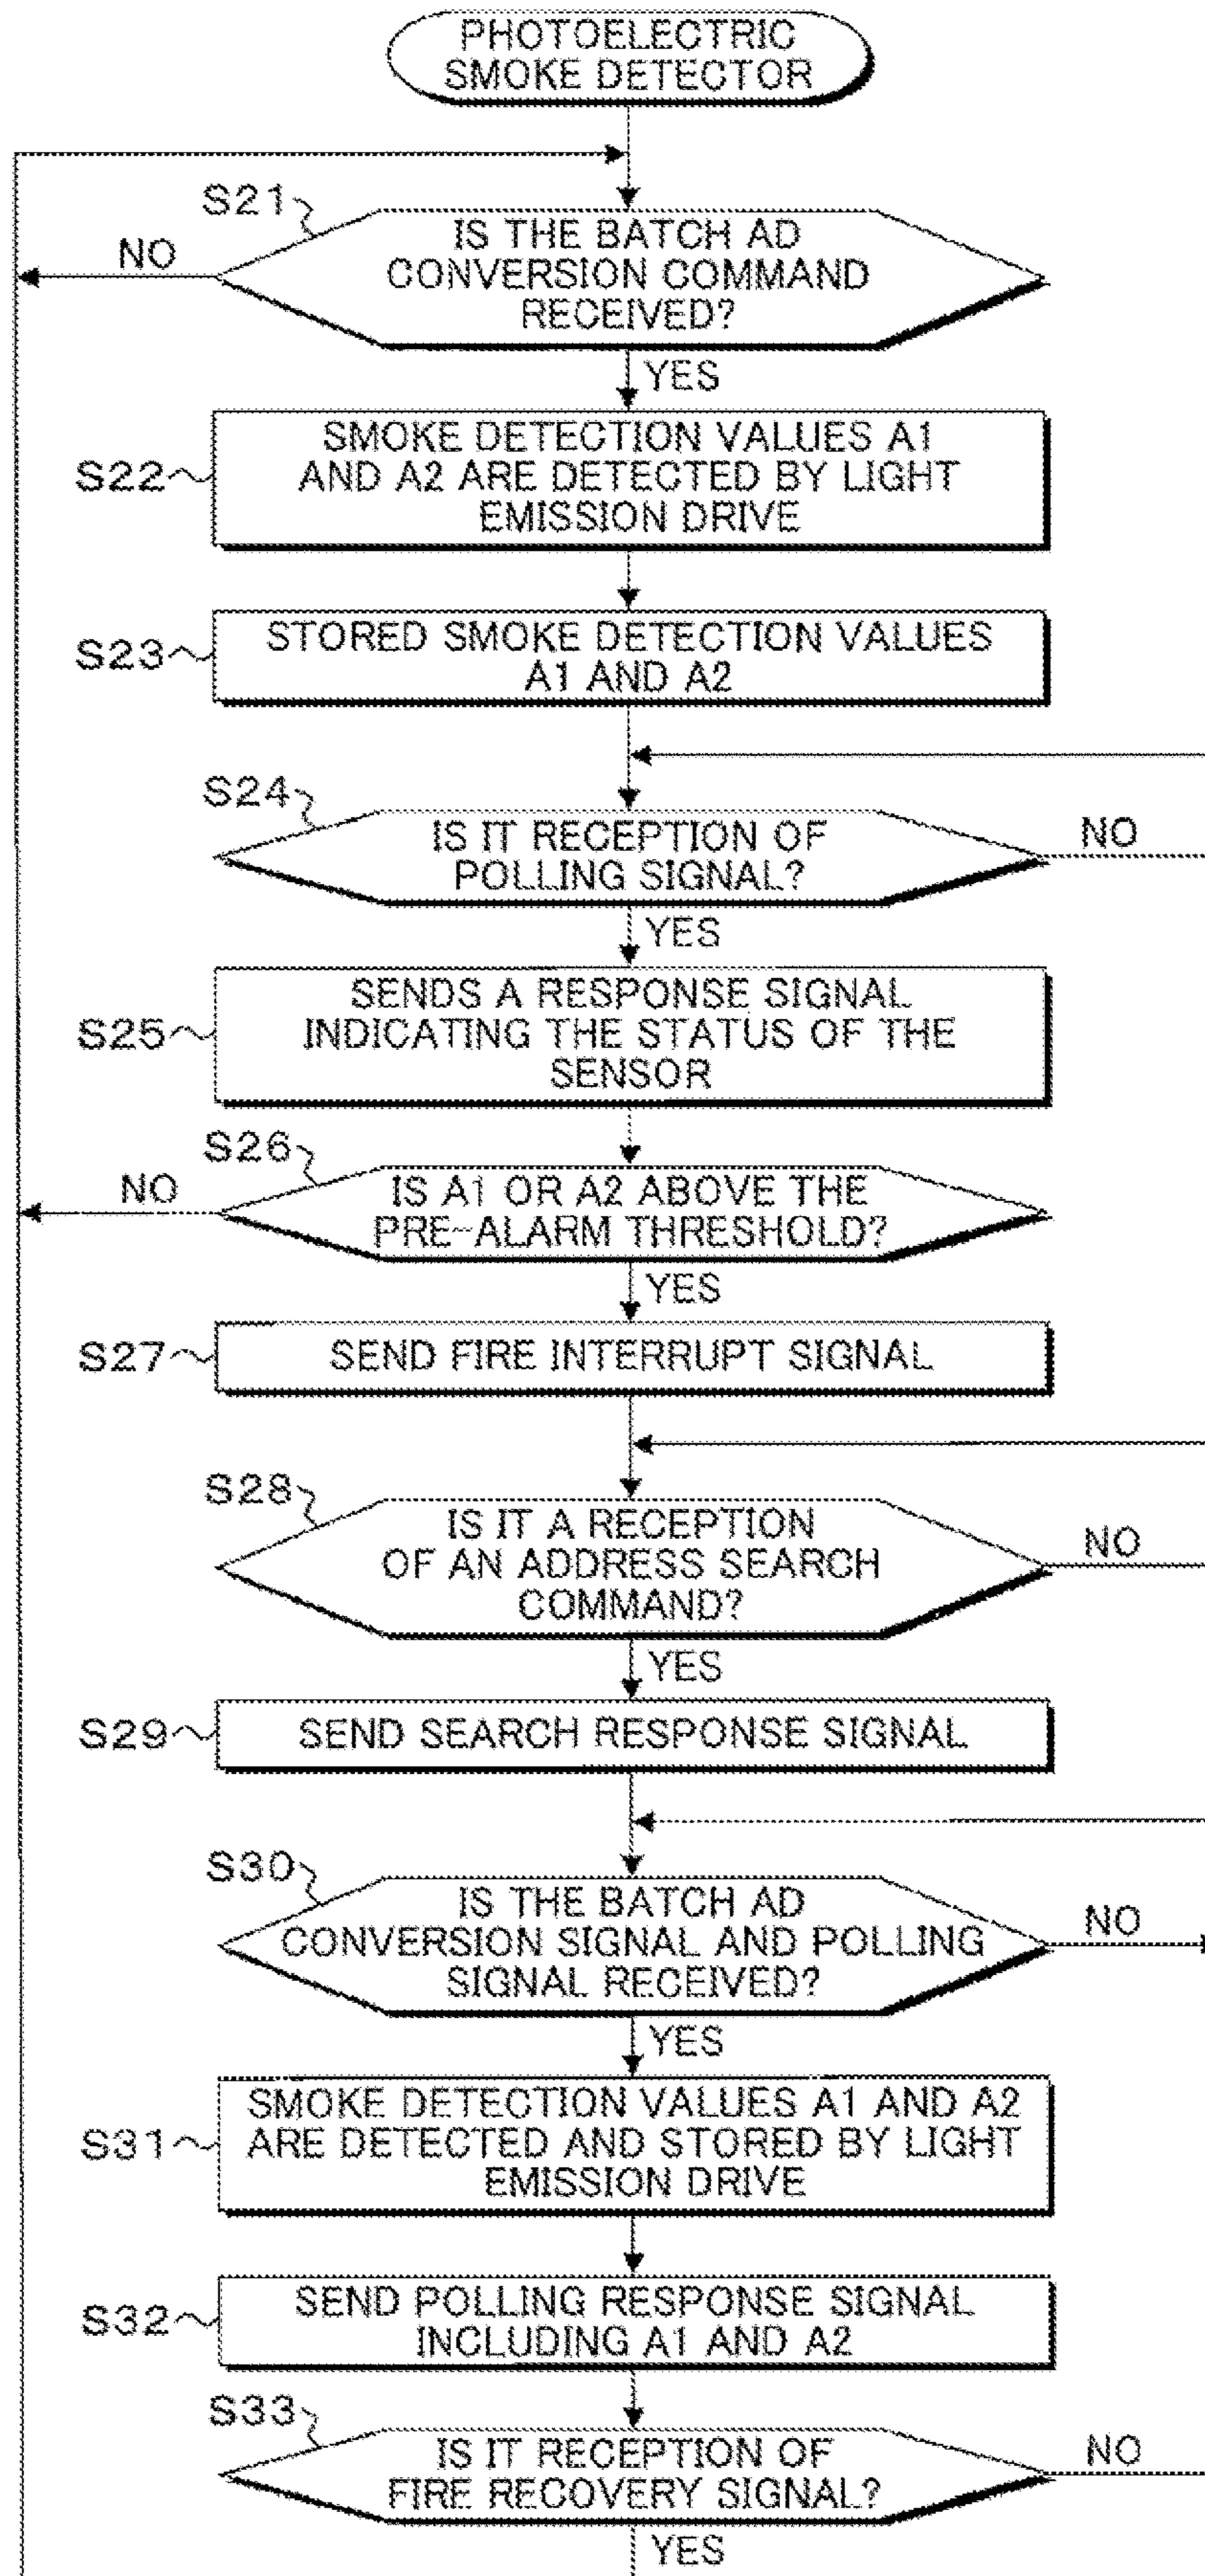 PHOTOELECTRIC
SMOKE DETECTOR
S21
NO
IS THE BATCH AD
CONVERSION COMMAND
RECEIVED?
YES
S22
SMOKE DETECTION VALUES A1
AND A2 ARE DETECTED BY LIGHT
EMISSION DRIVE
S23
STORED SMOKE DETECTION VALUES
A1 AND A2
S24
IS IT RECEPTION OF
POLLING SIGNAL?
NO
YES
S25
SENDS A RESPONSE SIGNAL
INDICATING THE STATUS OF THE
SENSOR
S26
NO
IS A1 OR A2 ABOVE THE
PRE-ALARM THRESHOLD?
YES
S27
SEND FIRE INTERRUPT SIGNAL
S28
IS IT A RECEPTION
OF AN ADDRESS SEARCH
COMMAND?
NO
YES
S29
SEND SEARCH RESPONSE SIGNAL
S30
IS THE BATCH AD
CONVERSION SIGNAL AND POLLING
SIGNAL RECEIVED?
NO
YES
S31
SMOKE DETECTION VALUES A1 AND A2
ARE DETECTED AND STORED BY LIGHT
EMISSION DRIVE
S32
SEND POLLING RESPONSE SIGNAL
INCLUDING A1 AND A2
S33
IS IT RECEPTION OF
FIRE RECOVERY SIGNAL?
NO
YES